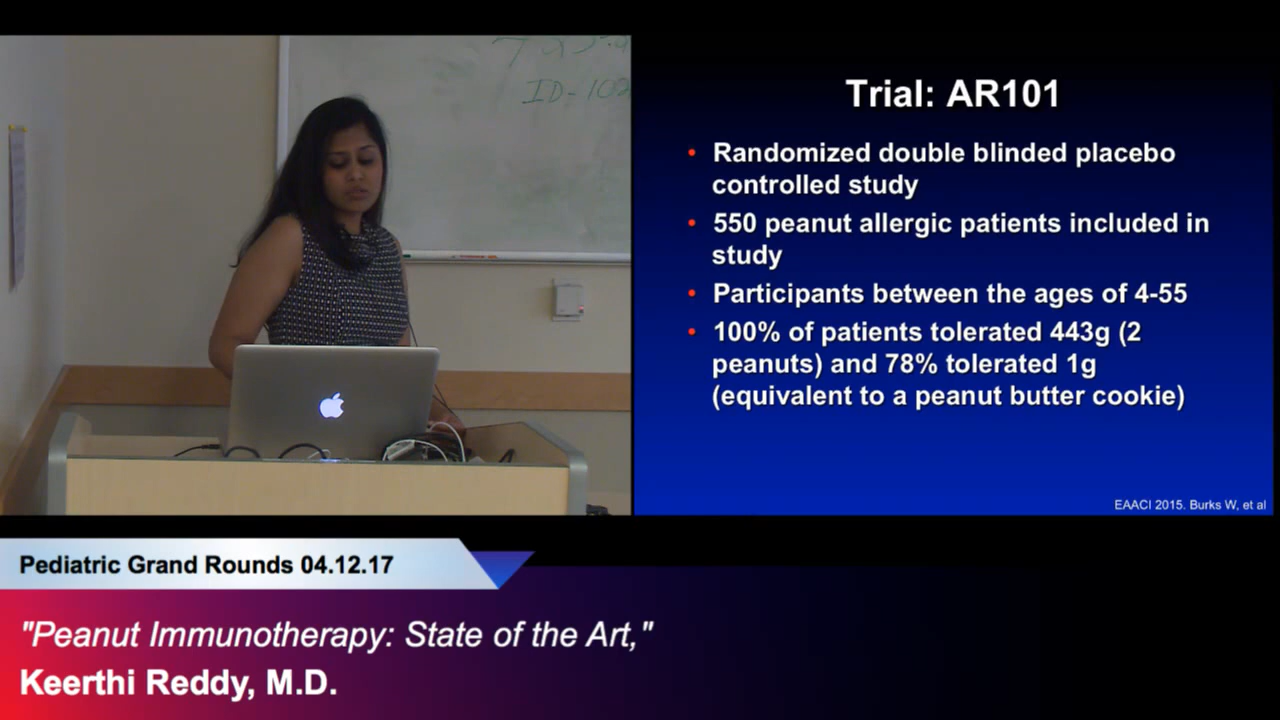 ID-102
Trial: AR101
• Randomized double blinded placebo
controlled study
• 550 peanut allergic patients included in
study
• Participants between the ages of 4-55
• 100% of patients tolerated 443g (2
peanuts) and 78% tolerated 1g
(equivalent to a peanut butter cookie)
EAACI 2015. Burks W, et al
Pediatric Grand Rounds 04.12.17
"Peanut Immunotherapy: State of the Art,"
Keerthi Reddy, M.D.